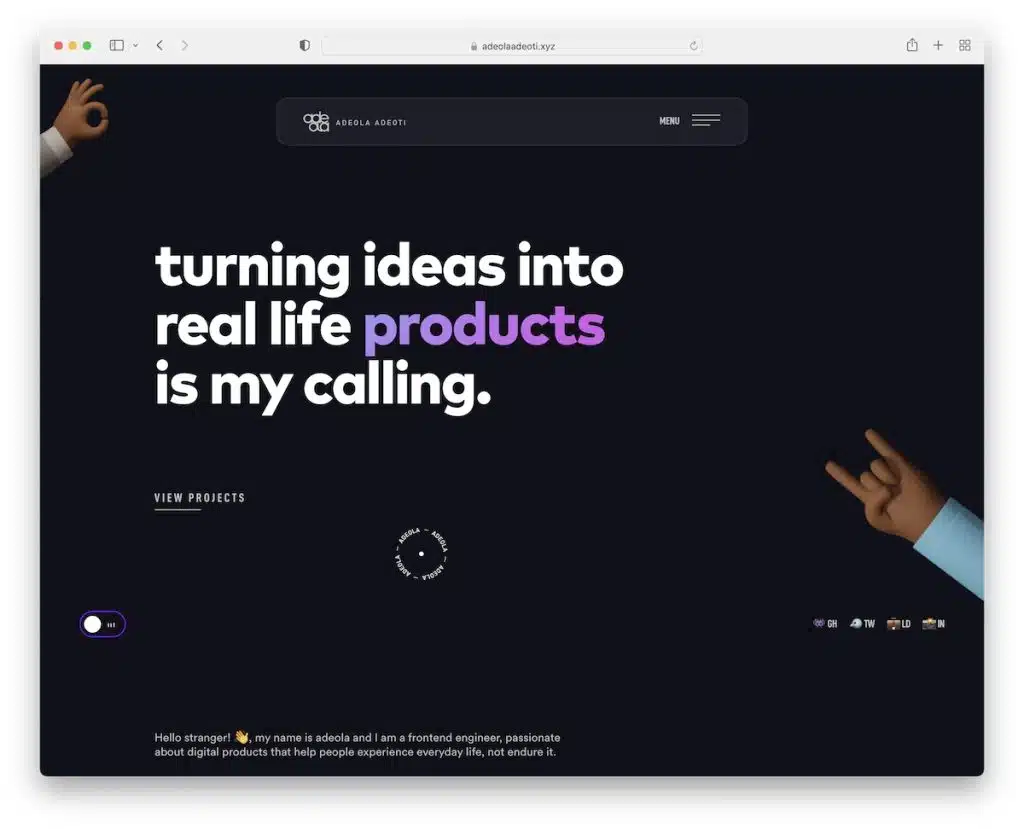 adeolaadeoti.xyz
adeola
ADEOLA ADEOTI
MENU
turning ideas into
real life products
is my calling.
VIEW PROJECTS
ADEOLA — ADEOLA — ADEOLA — ADEOLA —
GH TW LD IN
Hello stranger! 👋, my name is adeola and I am a frontend engineer, passionate
about digital products that help people experience everyday life, not endure it.